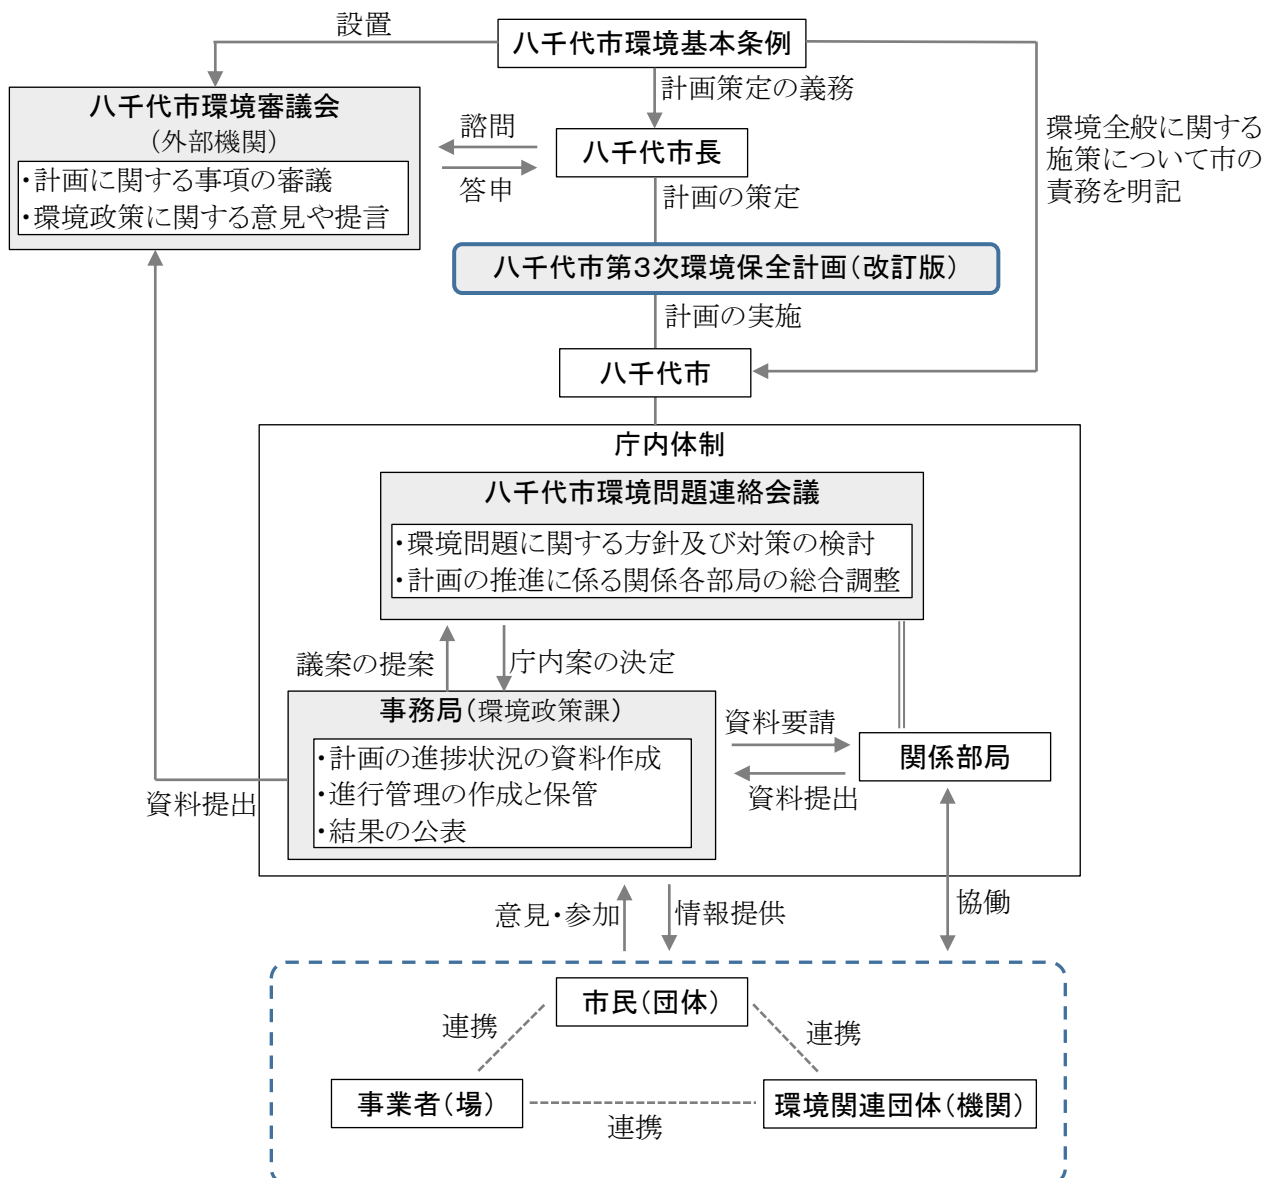 設置
八千代市環境基本条例
計画策定の義務
八千代市環境審議会
(外部機関)
・計画に関する事項の審議
・環境政策に関する意見や提言
諮問
答申
八千代市長
環境全般に関する
施策について市の
責務を明記
計画の策定
八千代市第3次環境保全計画(改訂版)
計画の実施
八千代市
庁内体制
八千代市環境問題連絡会議
・環境問題に関する方針及び対策の検討
・計画の推進に係る関係各部局の総合調整
議案の提案
庁内案の決定
事務局(環境政策課)
・計画の進捗状況の資料作成
・進行管理の作成と保管
・結果の公表
資料要請
資料提出
関係部局
資料提出
意見・参加
情報提供
協働
市民(団体)
連携
連携
事業者(場)
連携
環境関連団体(機関)